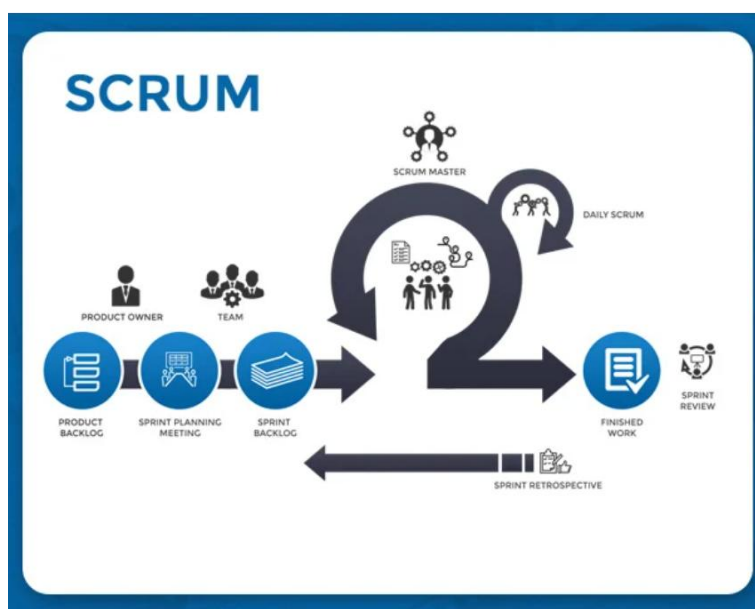 SCRUM
SCRUM MASTER
DAILY SCRUM
PRODUCT OWNER
TEAM
PRODUCT
BACKLOG
SPRINT PLANNING
MEETING
SPRINT
BACKLOG
FINISHED
WORK
SPRINT
REVIEW
SPRINT RETROSPECTIVE